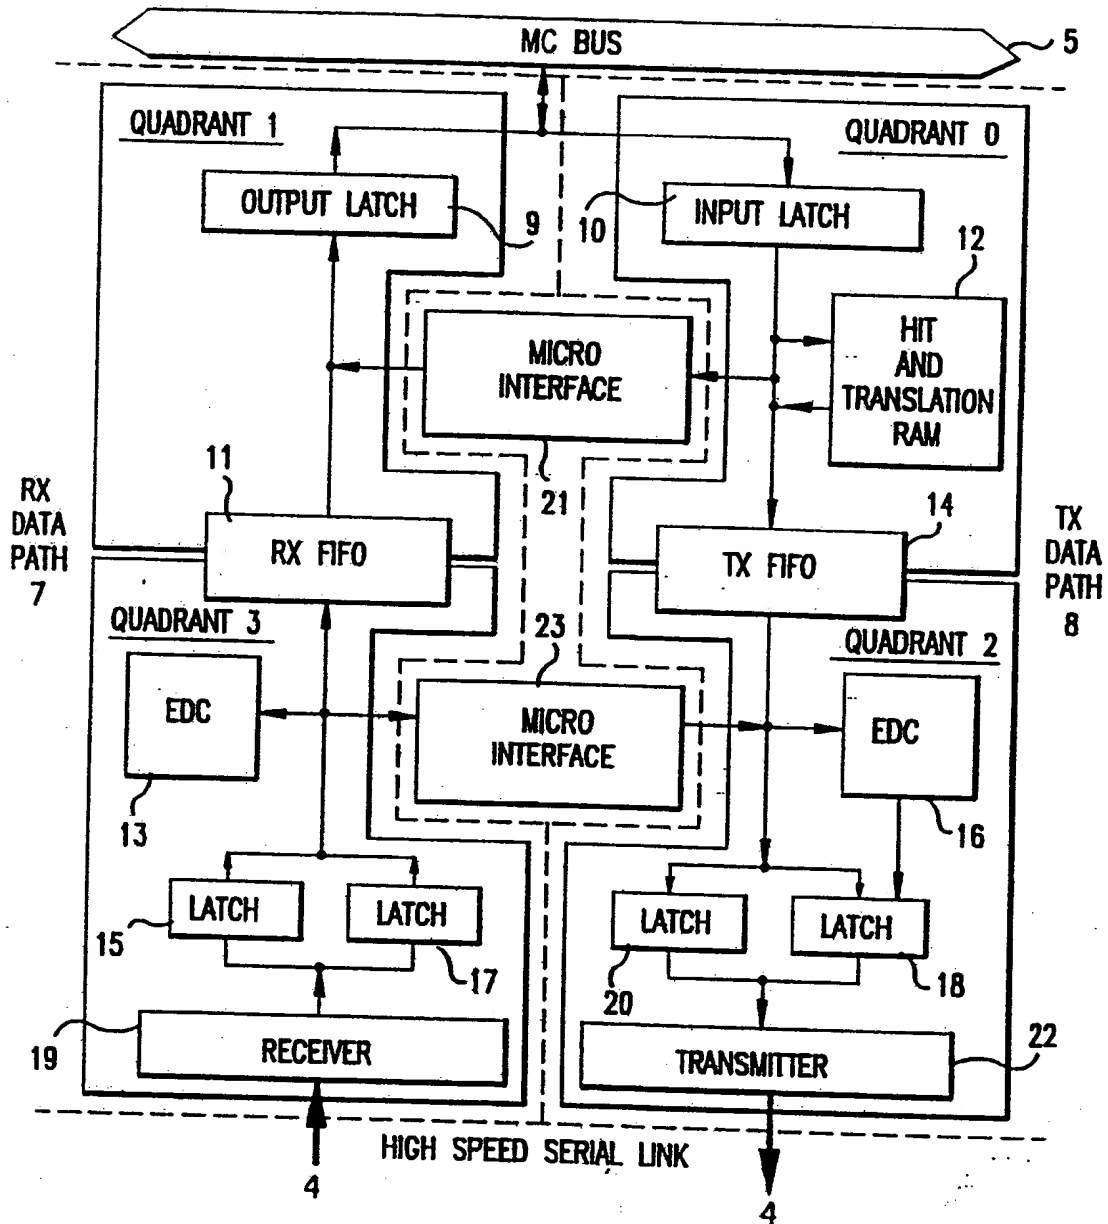 MC BUS
5
QUADRANT 1
QUADRANT 0
OUTPUT LATCH
9
10
INPUT LATCH
12
HIT
AND
TRANSLATION
RAM
MICRO
INTERFACE
21
11
RX FIFO
RX
DATA
PATH
7
14
TX FIFO
TX
DATA
PATH
8
QUADRANT 3
23
QUADRANT 2
EDC
13
MICRO
INTERFACE
EDC
16
LATCH
15
LATCH
17
LATCH
20
LATCH
18
19
RECEIVER
TRANSMITTER
22
HIGH SPEED SERIAL LINK
4
4